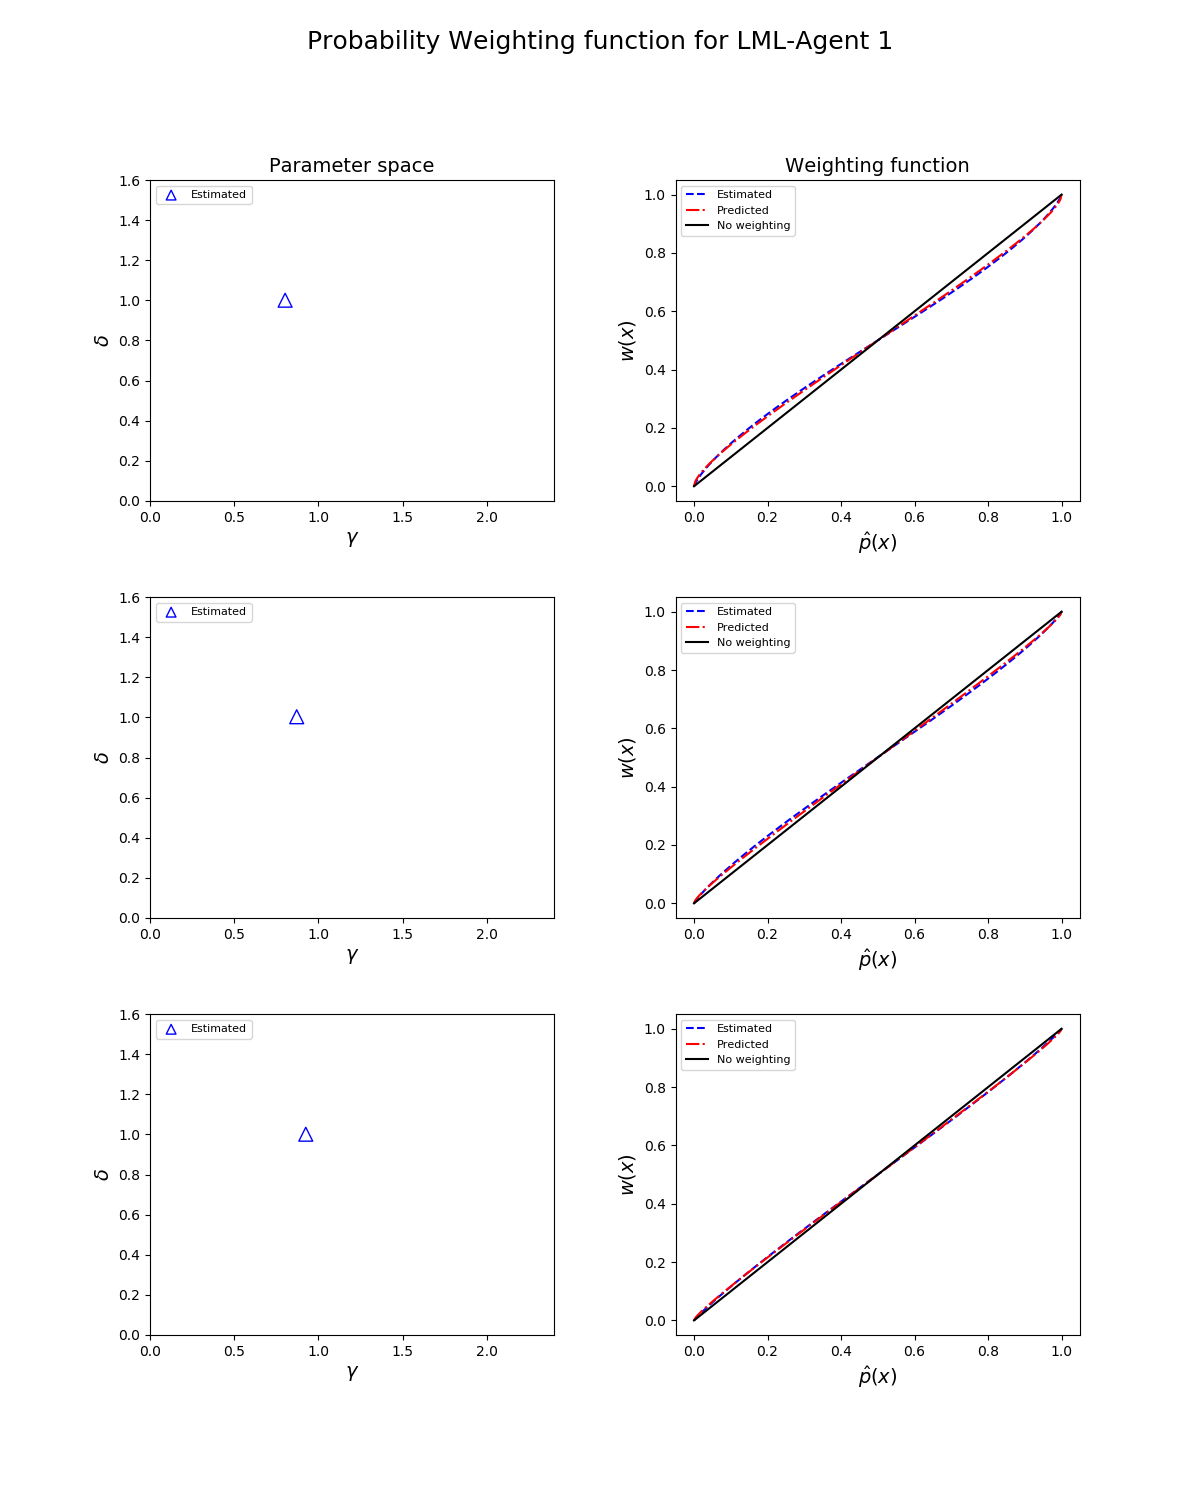 Probability Weighting function for LML-Agent 1
Parameter space
Estimated
1.6
1.4
1.2
1.0
0.8
0.6
0.4
0.2
0.0
δ
0.0 0.5 1.0 1.5 2.0
γ
Weighting function
Estimated
Predicted
No weighting
1.0
0.8
0.6
0.4
0.2
0.0
w(x)
0.0 0.2 0.4 0.6 0.8 1.0
p̂(x)
Estimated
1.6
1.4
1.2
1.0
0.8
0.6
0.4
0.2
0.0
δ
0.0 0.5 1.0 1.5 2.0
γ
Estimated
Predicted
No weighting
1.0
0.8
0.6
0.4
0.2
0.0
w(x)
0.0 0.2 0.4 0.6 0.8 1.0
p̂(x)
Estimated
1.6
1.4
1.2
1.0
0.8
0.6
0.4
0.2
0.0
δ
0.0 0.5 1.0 1.5 2.0
γ
Estimated
Predicted
No weighting
1.0
0.8
0.6
0.4
0.2
0.0
w(x)
0.0 0.2 0.4 0.6 0.8 1.0
p̂(x)